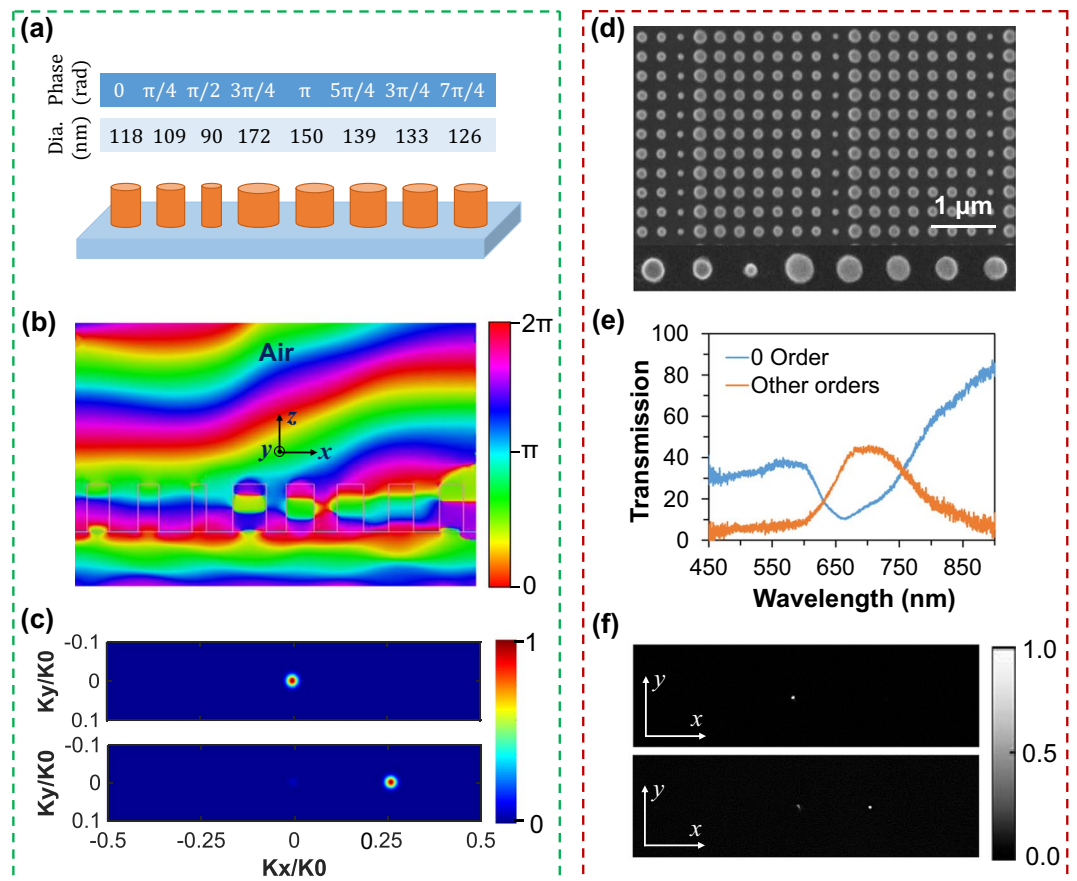 (a)
Phase (rad)
0 π/4 π/2 3π/4 π 5π/4 3π/4 7π/4
Dia. (nm)
118 109 90 172 150 139 133 126
(b)
Air
z
y x
2π
π
0
(c)
-0.1
0
0.1
Ky/K0
1
-0.1
0
0.1
Ky/K0
0
-0.5 -0.25 0 0.25 0.5
Kx/K0
(d)
1 μm
(e)
100
80
60
40
20
0
Transmission
0 Order
Other orders
450 550 650 750 850
Wavelength (nm)
(f)
y
x
y
x
1.0
0.5
0.0